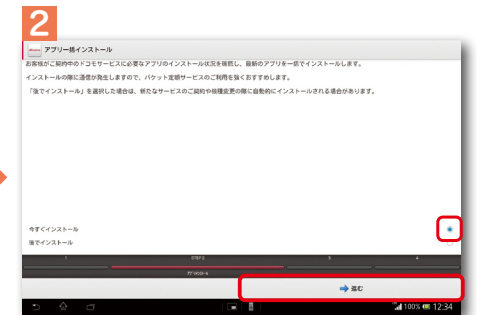 2
アプリ一括インストール
お客様がご契約中のドコモサービスに必要なアプリのインストール状況を確認し、最新のアプリを一括でインストールします。
インストールの際に通信が発生しますので、パケット定額サービスのご利用を強くおすすめします。
「後でインストール」を選択した場合は、新たなサービスのご契約や機種変更の際に自動的にインストールされる場合があります。
今すぐインストール
後でインストール
1 STEP2 3 4
進む
100% 12:34